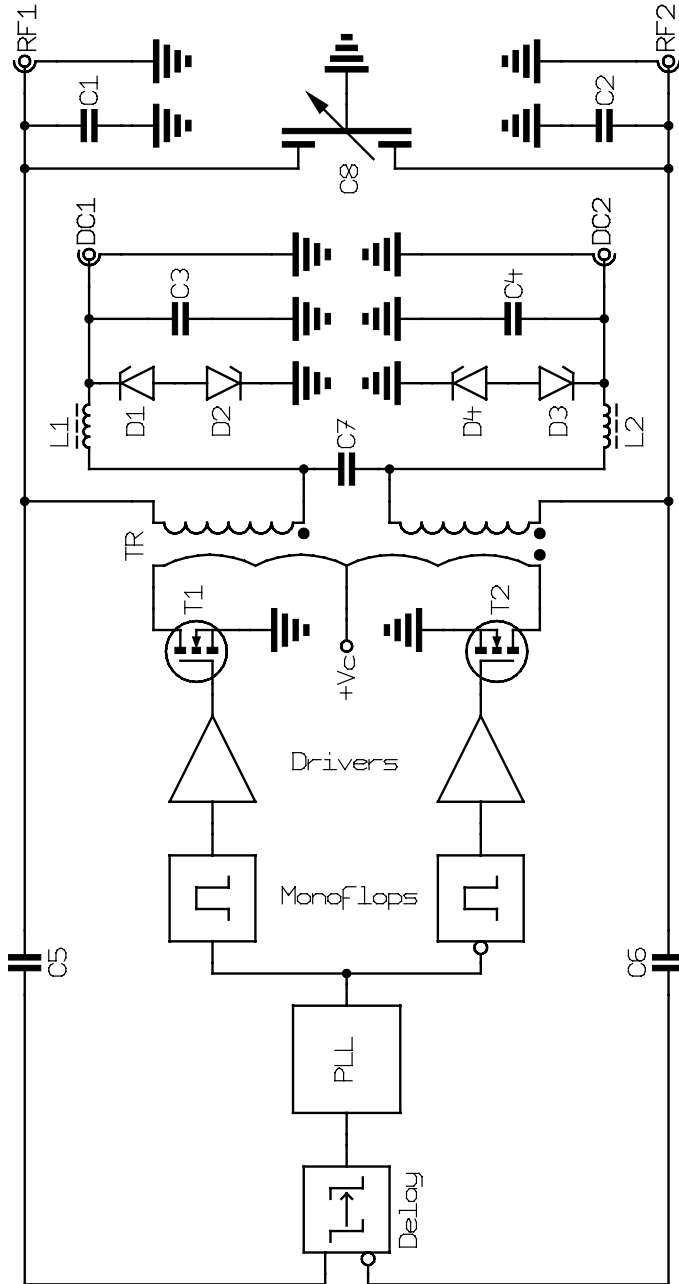 RF1
RF2
C1
C2
C8
DC1
DC2
C3
C4
D1
D2
D4
D3
L1
C7
L2
TR
T1
T2
+Vc
Drivers
Monoflops
C5
C6
PLL
Delay